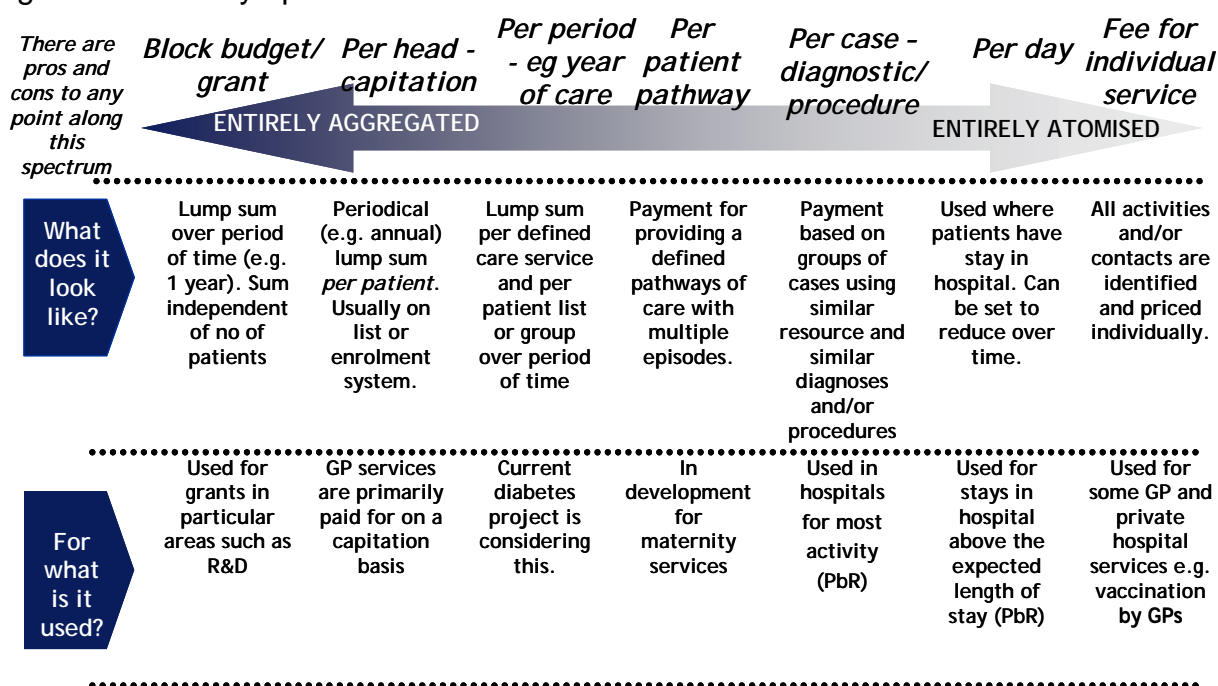 There are
pros and
cons to any
point along
this
spectrum
Block budget/
grant
Per head -
capitation
Per period
- eg year
of care
Per
patient
pathway
Per case –
diagnostic/
procedure
Per day
Fee for
individual
service
ENTIRELY AGGREGATED
ENTIRELY ATOMISED
What
does it
look
like?
Lump sum
over period
of time (e.g.
1 year). Sum
independent
of no of
patients
Periodical
(e.g. annual)
lump sum
per patient.
Usually on
list or
enrolment
system.
Lump sum
per defined
care service
and per
patient list
or group
over period
of time
Payment for
providing a
defined
pathways of
care with
multiple
episodes.
Payment
based on
groups of
cases using
similar
resource and
similar
diagnoses
and/or
procedures
Used where
patients have
stay in
hospital. Can
be set to
reduce over
time.
All activities
and/or
contacts are
identified
and priced
individually.
For
what
is it
used?
Used for
grants in
particular
areas such as
R&D
GP services
are primarily
paid for on a
capitation
basis
Current
diabetes
project is
considering
this.
In
development
for
maternity
services
Used in
hospitals
for most
activity
(PbR)
Used for
stays in
hospital
above the
expected
length of
stay (PbR)
Used for
some GP and
private
hospital
services e.g.
vaccination
by GPs